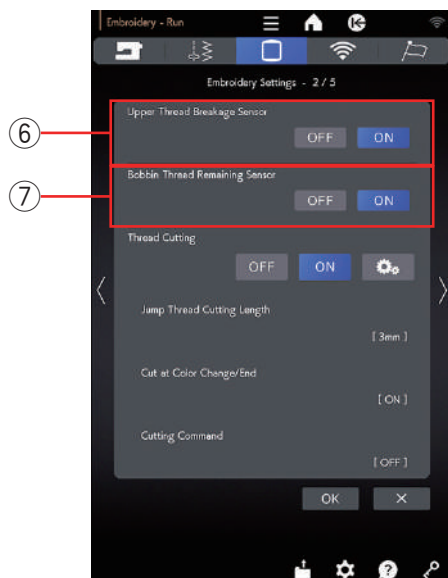 Embroidery - Run
Embroidery Settings - 2 / 5
⑥
Upper Thread Breakage Sensor
OFF ON
⑦
Bobbin Thread Remaining Sensor
OFF ON
Thread Cutting
OFF ON
Jump Thread Cutting Length
[ 3mm ]
Cut at Color Change/End
[ ON ]
Cutting Command
[ OFF ]
OK ×
?